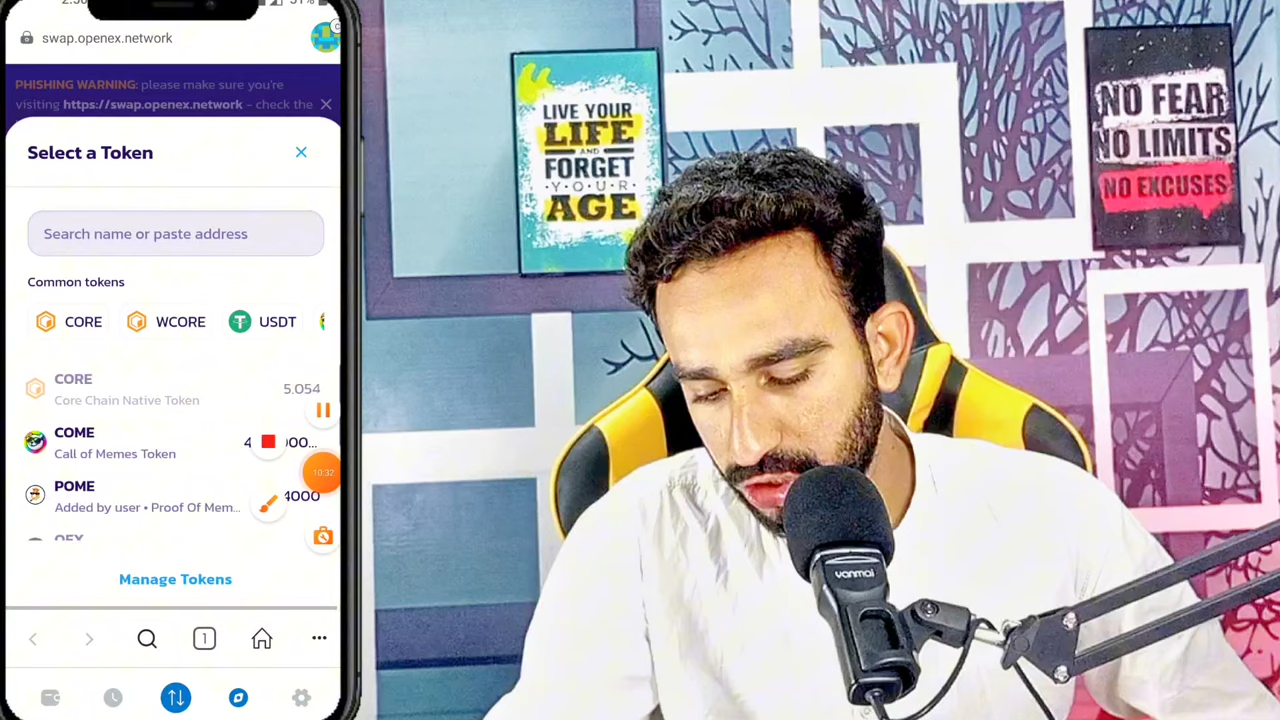 swap.openex.network
PHISHING WARNING: please make sure you're
visiting https://swap.openex.network - check the
Select a Token
Search name or paste address
Common tokens
CORE
WCORE
USDT
CORE
5.054
Core Chain Native Token
COME
Call of Memes Token
POME
Added by user • Proof Of Mem...
10:32
Manage Tokens
1
LIVE YOUR
LIFE
AND
FORGET
YOUR
AGE
NO FEAR
NO LIMITS
NO EXCUSES
vanmai